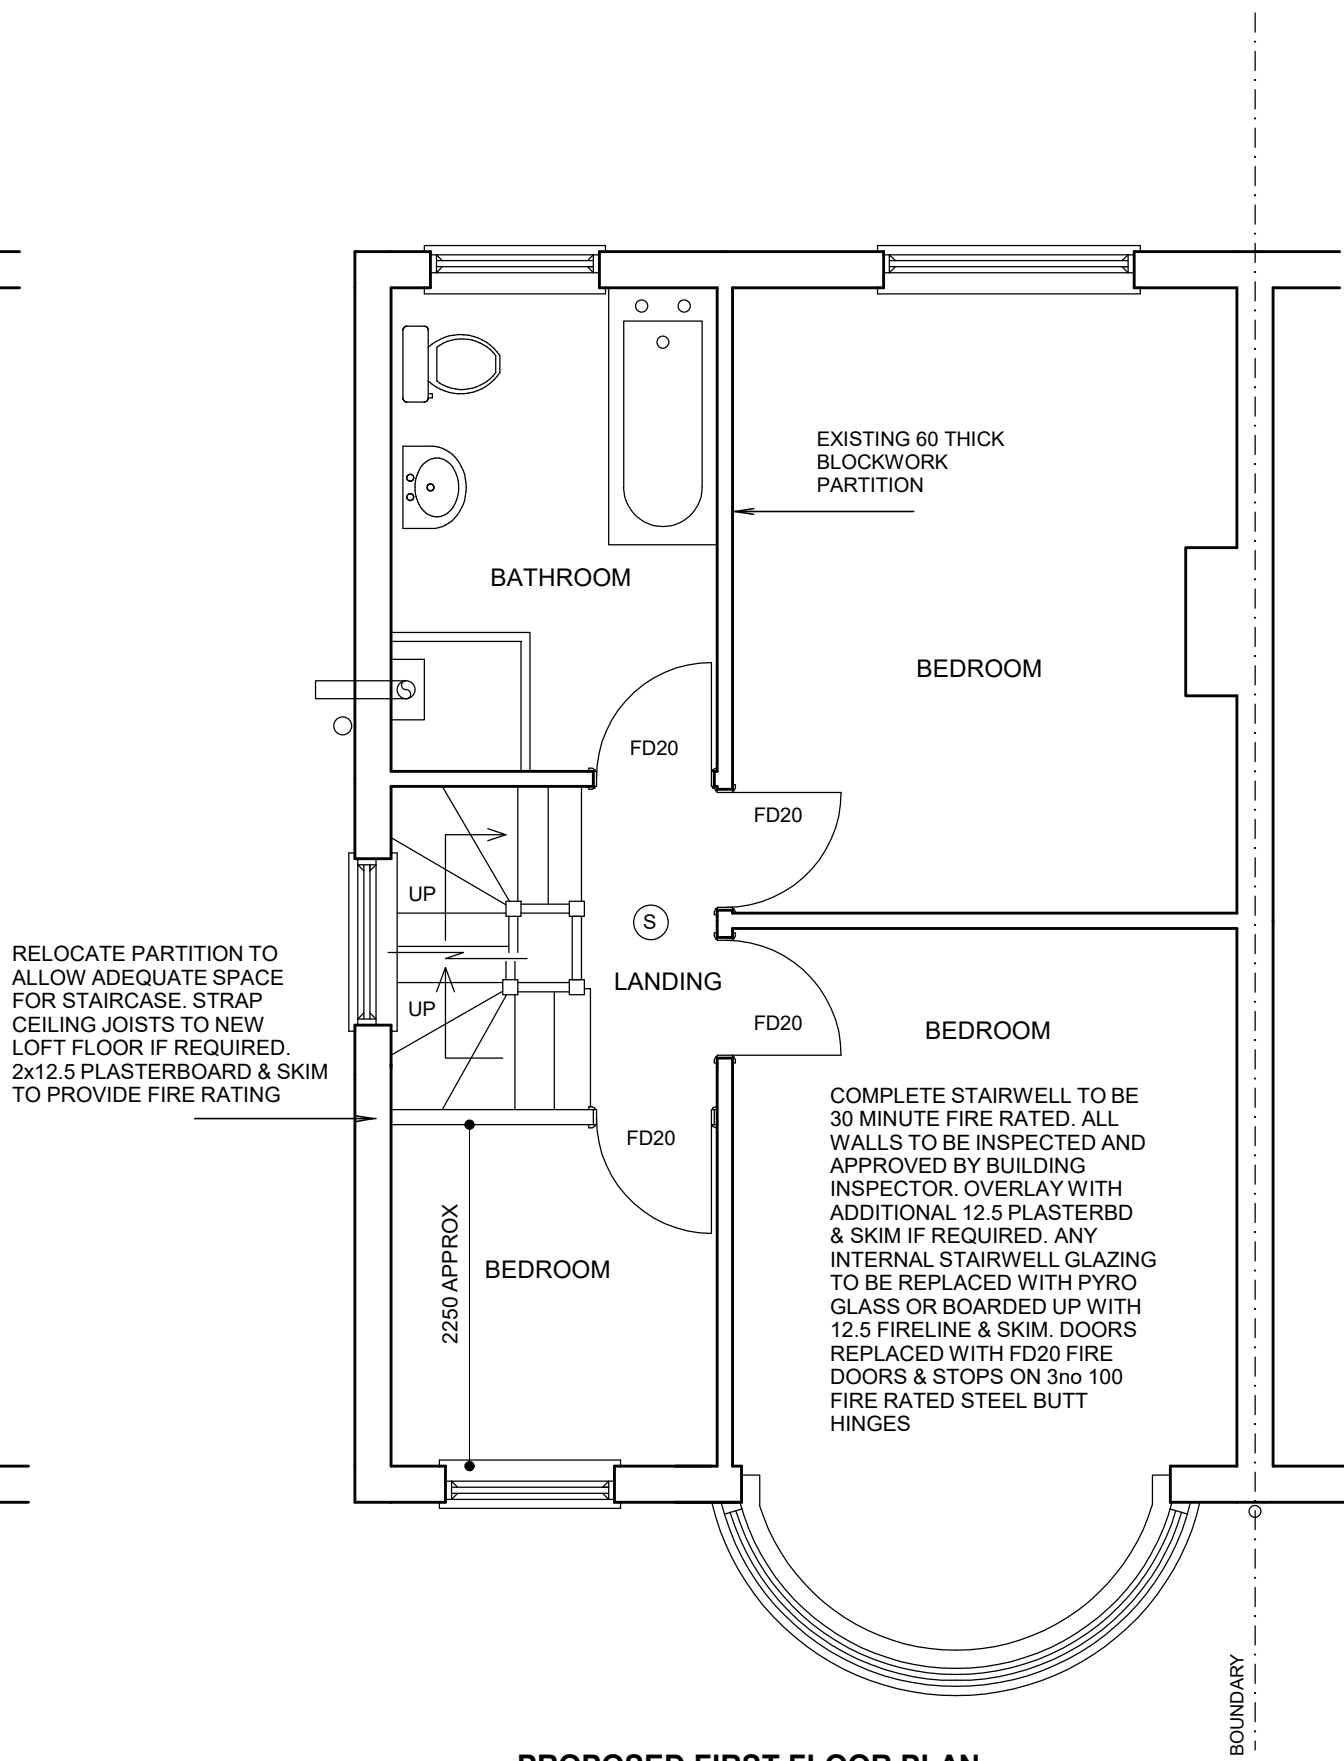 EXISTING 60 THICK
BLOCKWORK
PARTITION
BATHROOM
BEDROOM
FD20
FD20
UP
S
RELOCATE PARTITION TO
ALLOW ADEQUATE SPACE
FOR STAIRCASE. STRAP
CEILING JOISTS TO NEW
LOFT FLOOR IF REQUIRED.
2x12.5 PLASTERBOARD & SKIM
TO PROVIDE FIRE RATING
LANDING
UP
FD20
BEDROOM
COMPLETE STAIRWELL TO BE
30 MINUTE FIRE RATED. ALL
WALLS TO BE INSPECTED AND
APPROVED BY BUILDING
INSPECTOR. OVERLAY WITH
ADDITIONAL 12.5 PLASTERBD
& SKIM IF REQUIRED. ANY
INTERNAL STAIRWELL GLAZING
TO BE REPLACED WITH PYRO
GLASS OR BOARDED UP WITH
12.5 FIRELINE & SKIM. DOORS
REPLACED WITH FD20 FIRE
DOORS & STOPS ON 3no 100
FIRE RATED STEEL BUTT
HINGES
FD20
2250 APPROX
BEDROOM
BOUNDARY
PROPOSED FIRST FLOOR PLAN